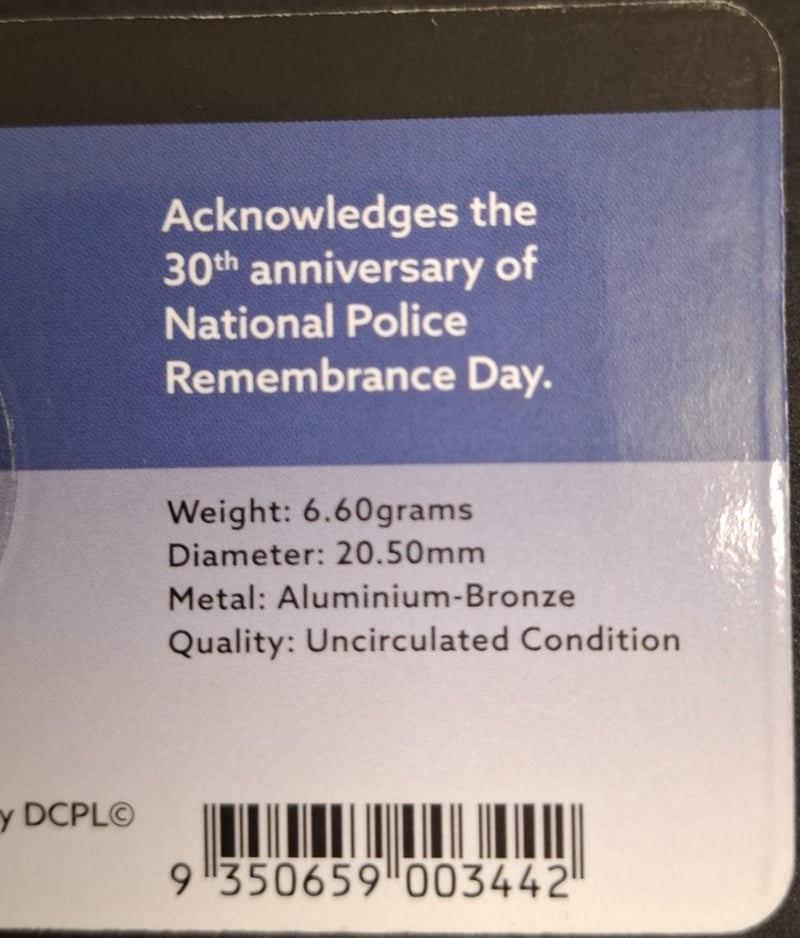 Acknowledges the
30th anniversary of
National Police
Remembrance Day.
Weight: 6.60grams
Diameter: 20.50mm
Metal: Aluminium-Bronze
Quality: Uncirculated Condition
y DCPL©
9 350659 003442